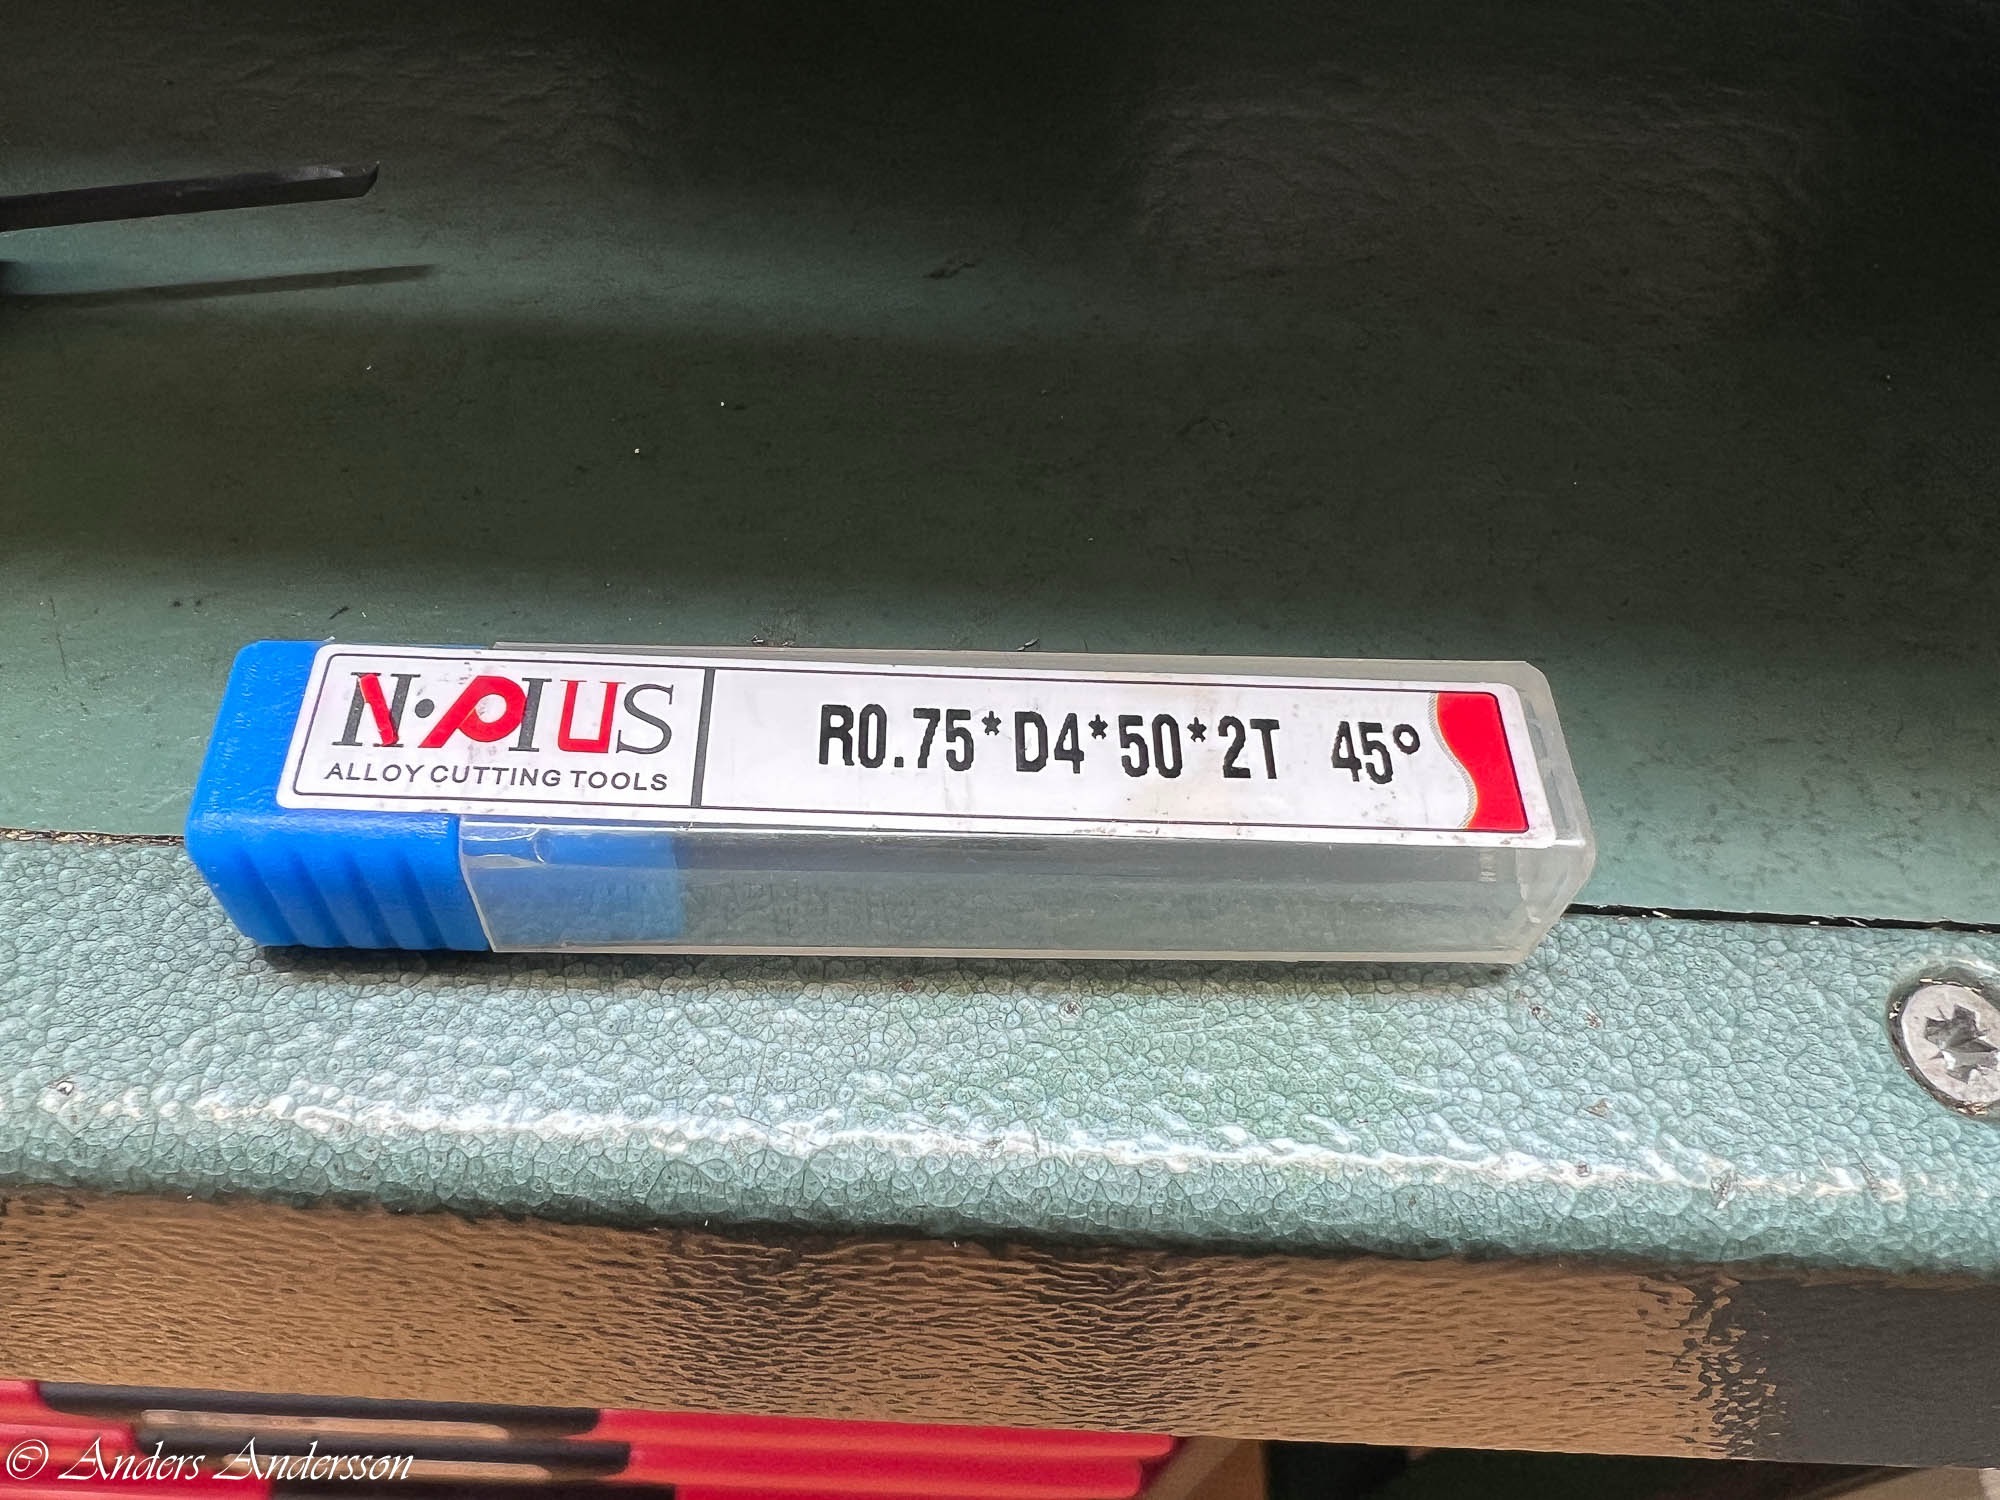 N·PlUS
ALLOY CUTTING TOOLS
R0.75*D4*50*2T 45°
© Anders Andersson